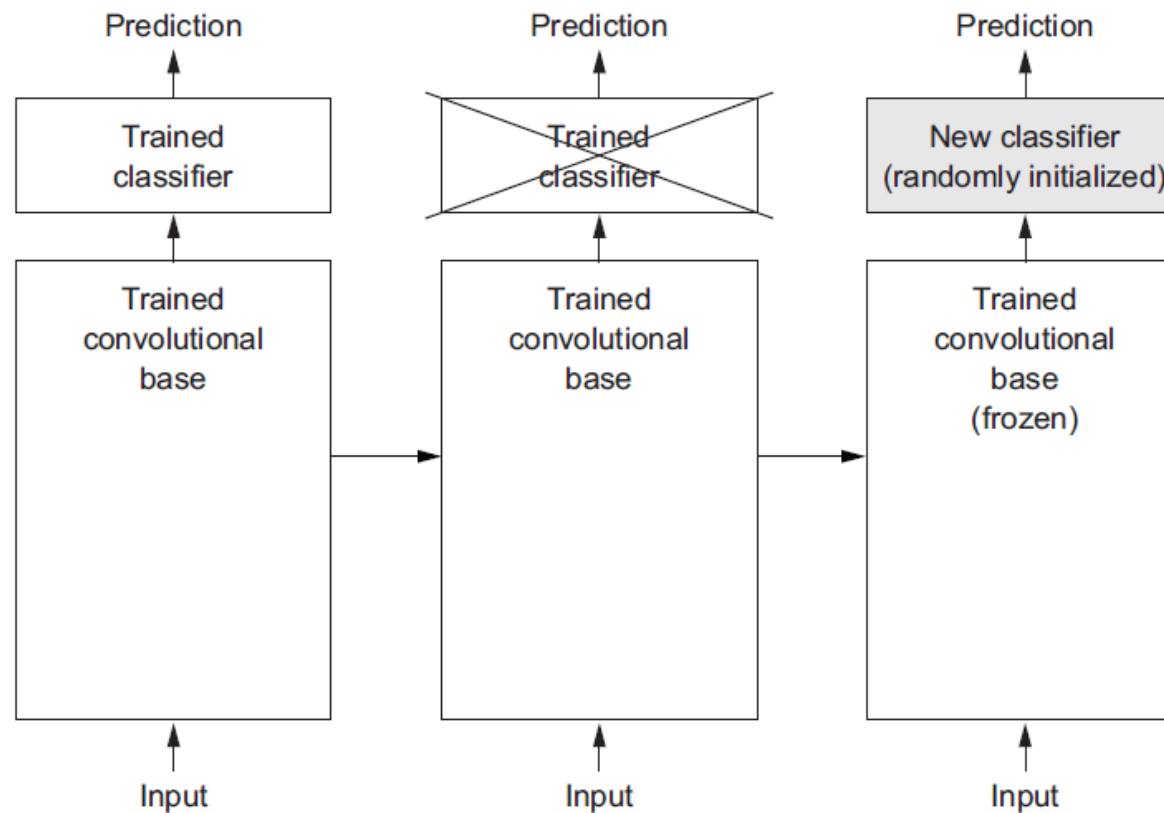 Prediction
Trained
classifier
Trained
convolutional
base
Input
Prediction
Trained
classifier
Trained
convolutional
base
Input
Prediction
New classifier
(randomly initialized)
Trained
convolutional
base
(frozen)
Input